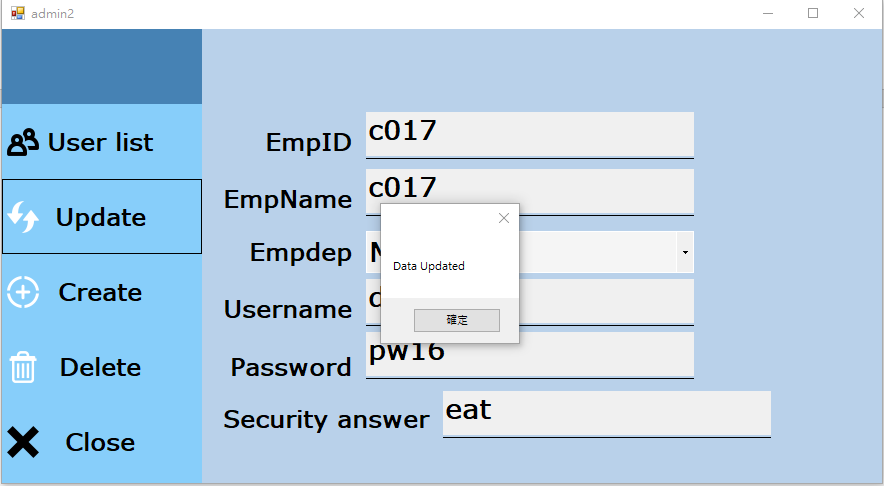 admin2
User list
Update
Create
Delete
Close
EmpID
c017
EmpName
c017
Empdep
Username
Password
pw16
Security answer
eat
Data Updated
確定